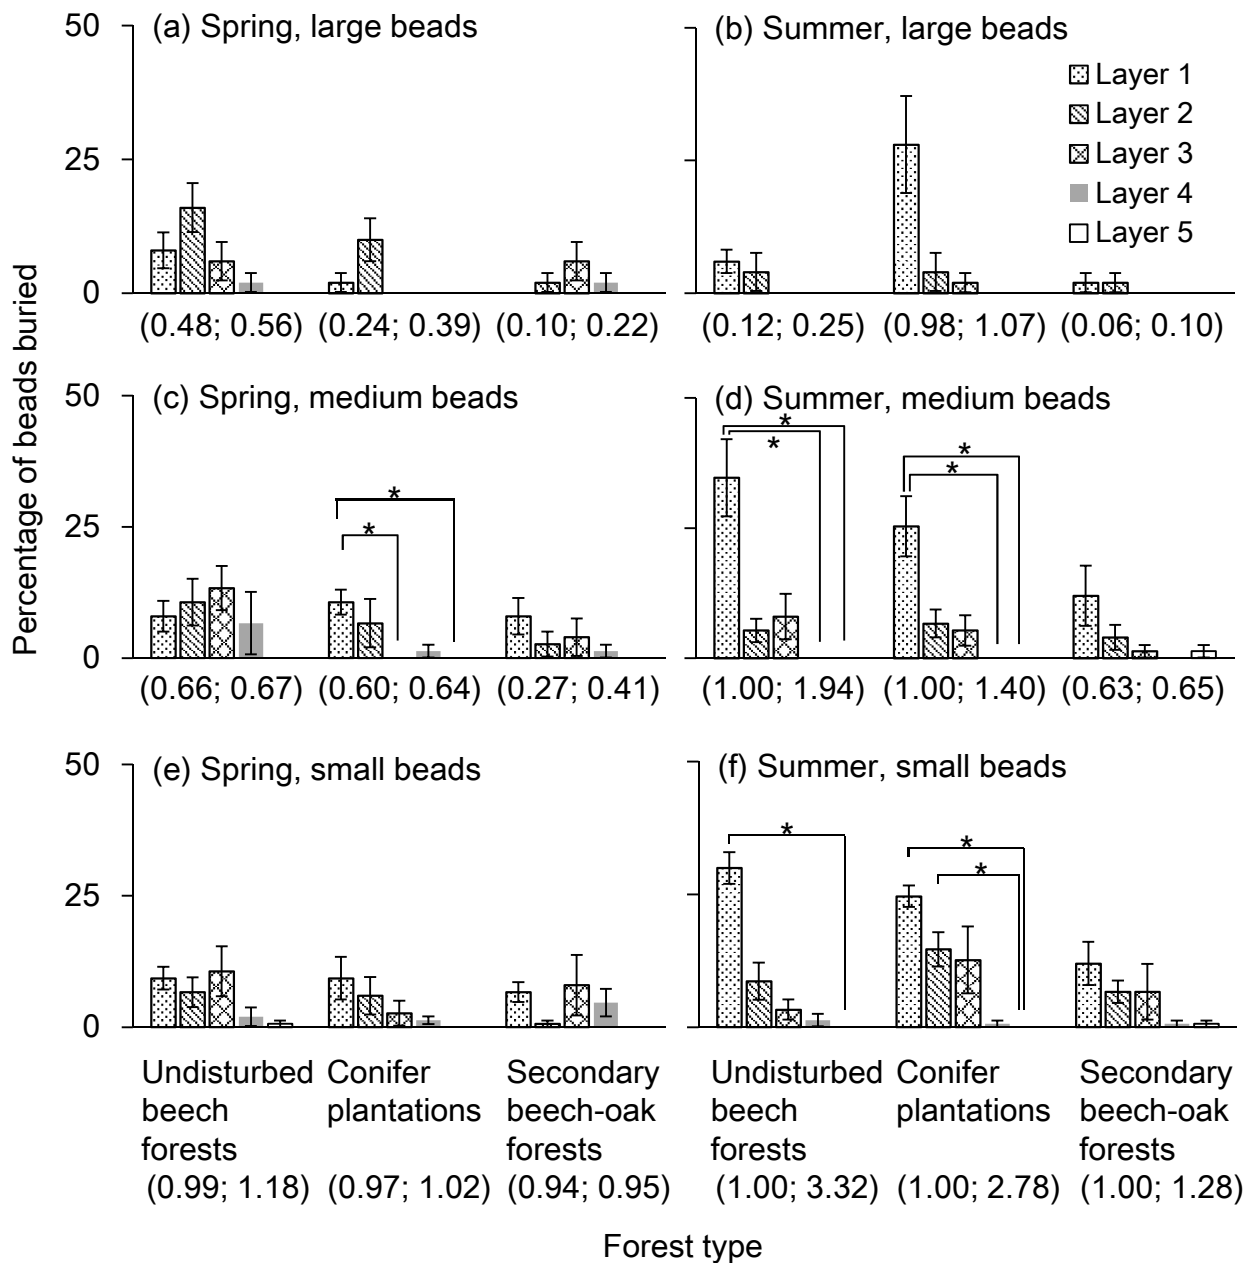 (a) Spring, large beads
50
25
0
(0.48; 0.56) (0.24; 0.39) (0.10; 0.22)
(b) Summer, large beads
Layer 1
Layer 2
Layer 3
Layer 4
Layer 5
(0.12; 0.25) (0.98; 1.07) (0.06; 0.10)
Percentage of beads buried
(c) Spring, medium beads
50
25
0
*
*
(0.66; 0.67) (0.60; 0.64) (0.27; 0.41)
(d) Summer, medium beads
*
*
*
*
(1.00; 1.94) (1.00; 1.40) (0.63; 0.65)
(e) Spring, small beads
50
25
0
Undisturbed beech forests
(0.99; 1.18)
Conifer plantations
(0.97; 1.02)
Secondary beech-oak forests
(0.94; 0.95)
(f) Summer, small beads
*
*
*
Undisturbed beech forests
(1.00; 3.32)
Conifer plantations
(1.00; 2.78)
Secondary beech-oak forests
(1.00; 1.28)
Forest type